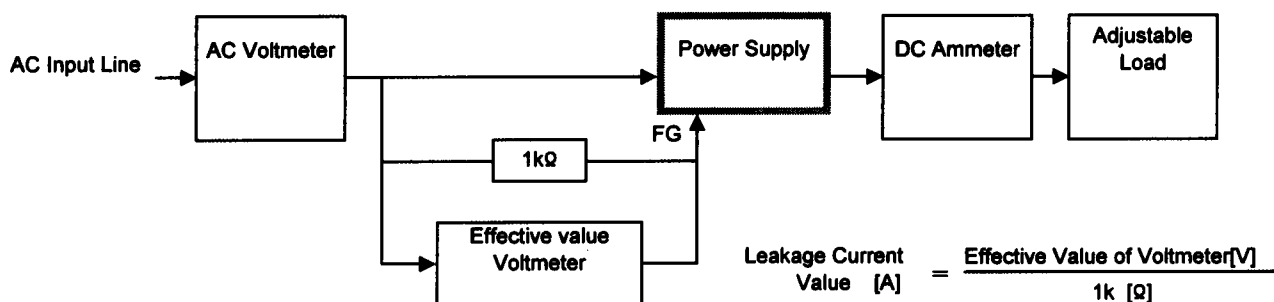 AC Input Line
AC Voltmeter
Power Supply
DC Ammeter
Adjustable
Load
FG
1kΩ
Effective value
Voltmeter
Leakage Current
Value [A]
=
Effective Value of Voltmeter[V]
1k [Ω]